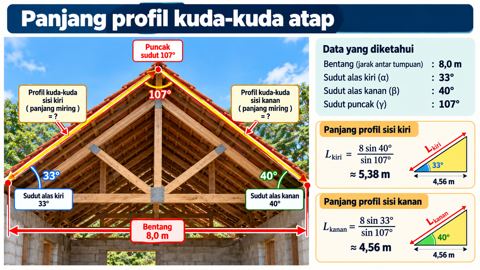 Panjang profil kuda-kuda atap
Puncak
sudut 107°
Profil kuda-kuda
sisi kiri
( panjang miring )
= ?
107°
Profil kuda-kuda
sisi kanan
( panjang miring )
= ?
33°
Sudut alas kiri
33°
40°
Sudut alas kanan
40°
Bentang
8,0 m
Data yang diketahui
Bentang (jarak antar tumpuan) : 8,0 m
Sudut alas kiri (α) : 33°
Sudut alas kanan (β) : 40°
Sudut puncak (γ) : 107°
Panjang profil sisi kiri
L kiri = 8 sin 40° / sin 107°
≈ 5,38 m
L kiri
33°
4,56 m
Panjang profil sisi kanan
L kanan = 8 sin 33° / sin 107°
≈ 4,56 m
L kanan
40°
4,56 m